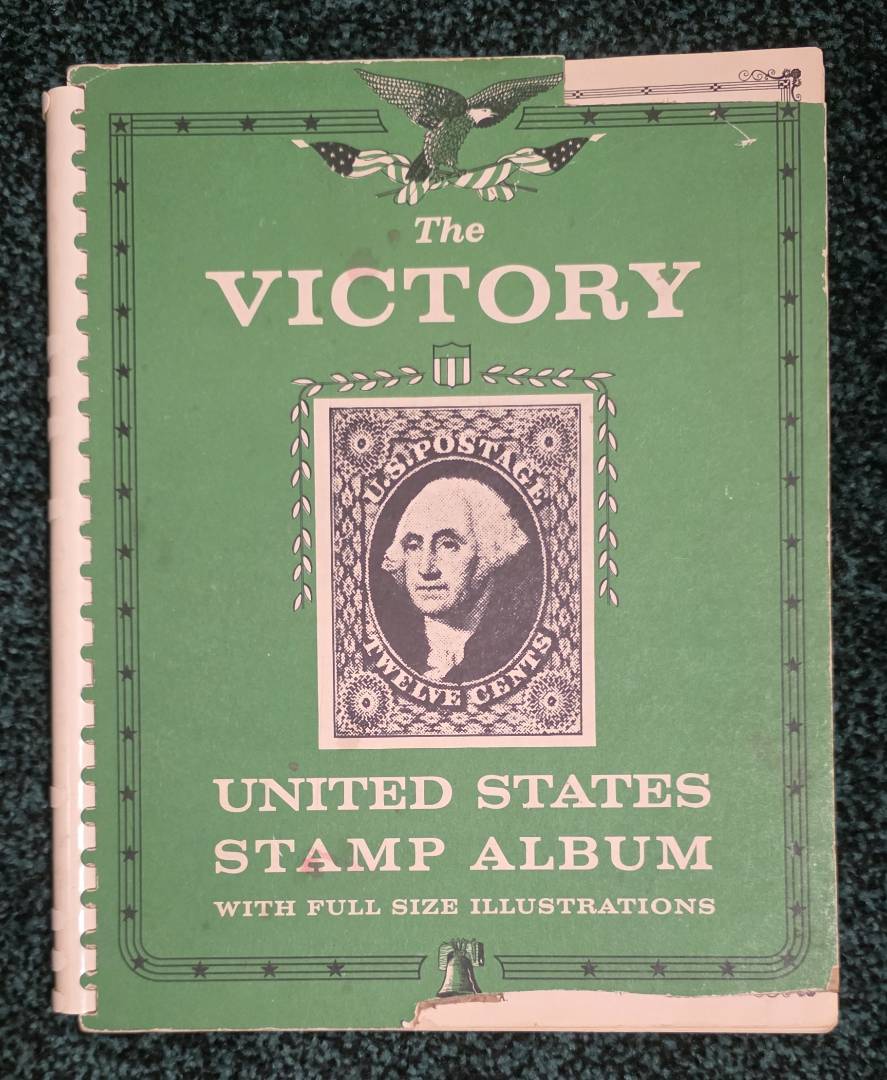 The
VICTORY
U.S. POSTAGE
TWELVE CENTS
UNITED STATES
STAMP ALBUM
WITH FULL SIZE ILLUSTRATIONS